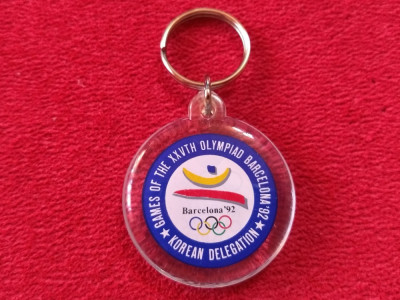 GAMES OF THE XXVTH OLYMPIAD BARCELONA'92
Barcelona'92
KOREAN DELEGATION